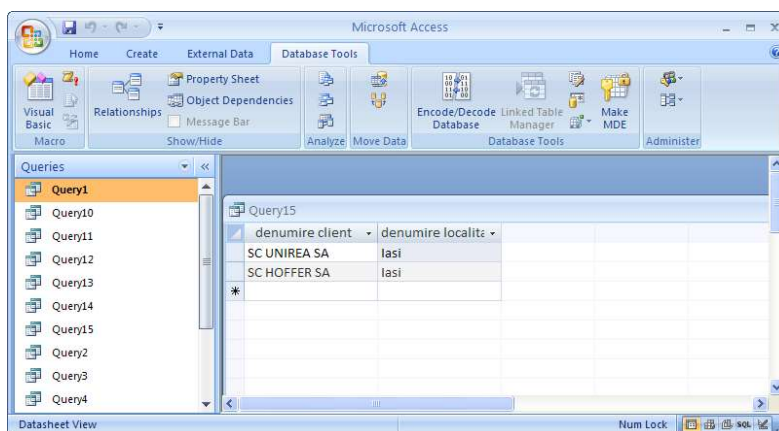 Microsoft Access
Home Create External Data Database Tools
Visual Basic
Relationships
Property Sheet
Object Dependencies
Message Bar
Encode/Decode Database
Linked Table Manager
Make MDE
Macro Show/Hide Analyze Move Data Database Tools Administer
Queries
Query1
Query10
Query11
Query12
Query13
Query14
Query15
Query2
Query3
Query4
Query15
denumire client denumire localita
SC UNIREA SA Iasi
SC HOFFER SA Iasi
Datasheet View Num Lock SQL